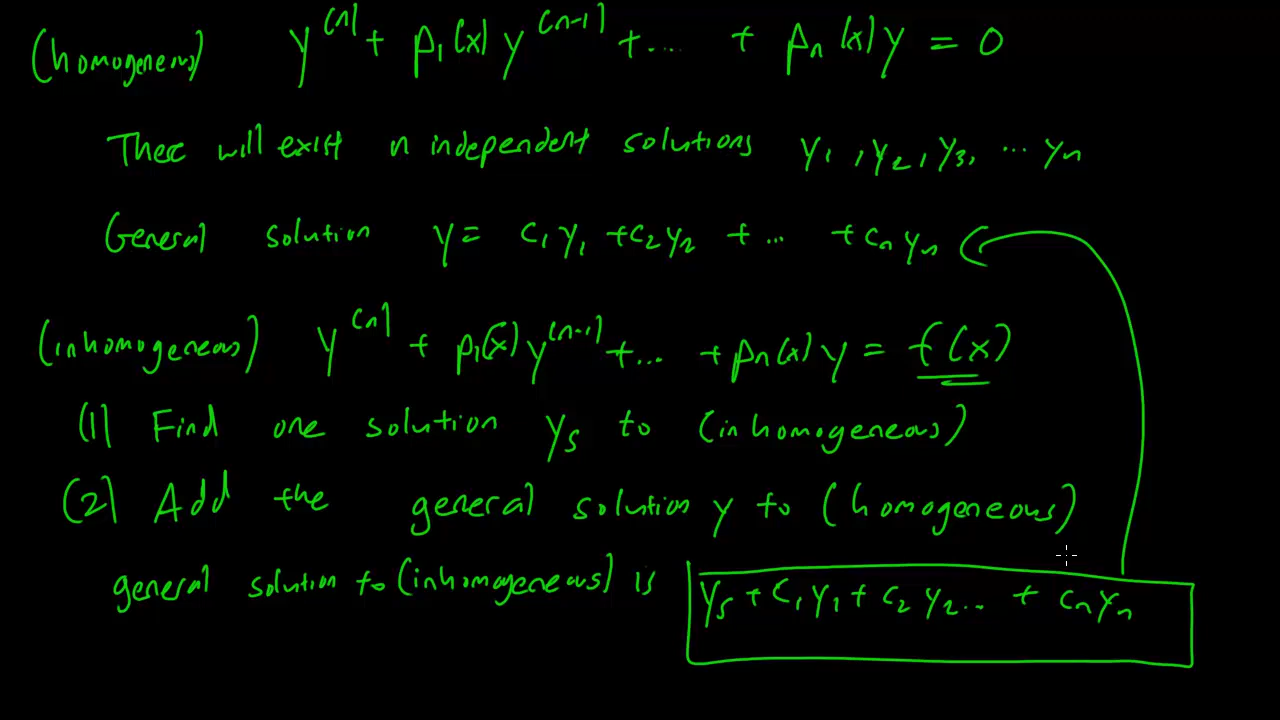 (homogeneous) y^(n) + p₁(x) y^(n-1) + .... + pₙ(x) y = 0
There will exist n independent solutions y₁, y₂, y₃, ... yₙ
General solution y = c₁y₁ + c₂y₂ + ... + cₙyₙ
(inhomogeneous) y^(n) + p₁(x) y^(n-1) + ... + pₙ(x) y = f(x)
(1) Find one solution yₛ to (inhomogeneous)
(2) Add the general solution y to (homogeneous)
general solution to (inhomogeneous) is yₛ + c₁y₁ + c₂y₂... + cₙyₙ